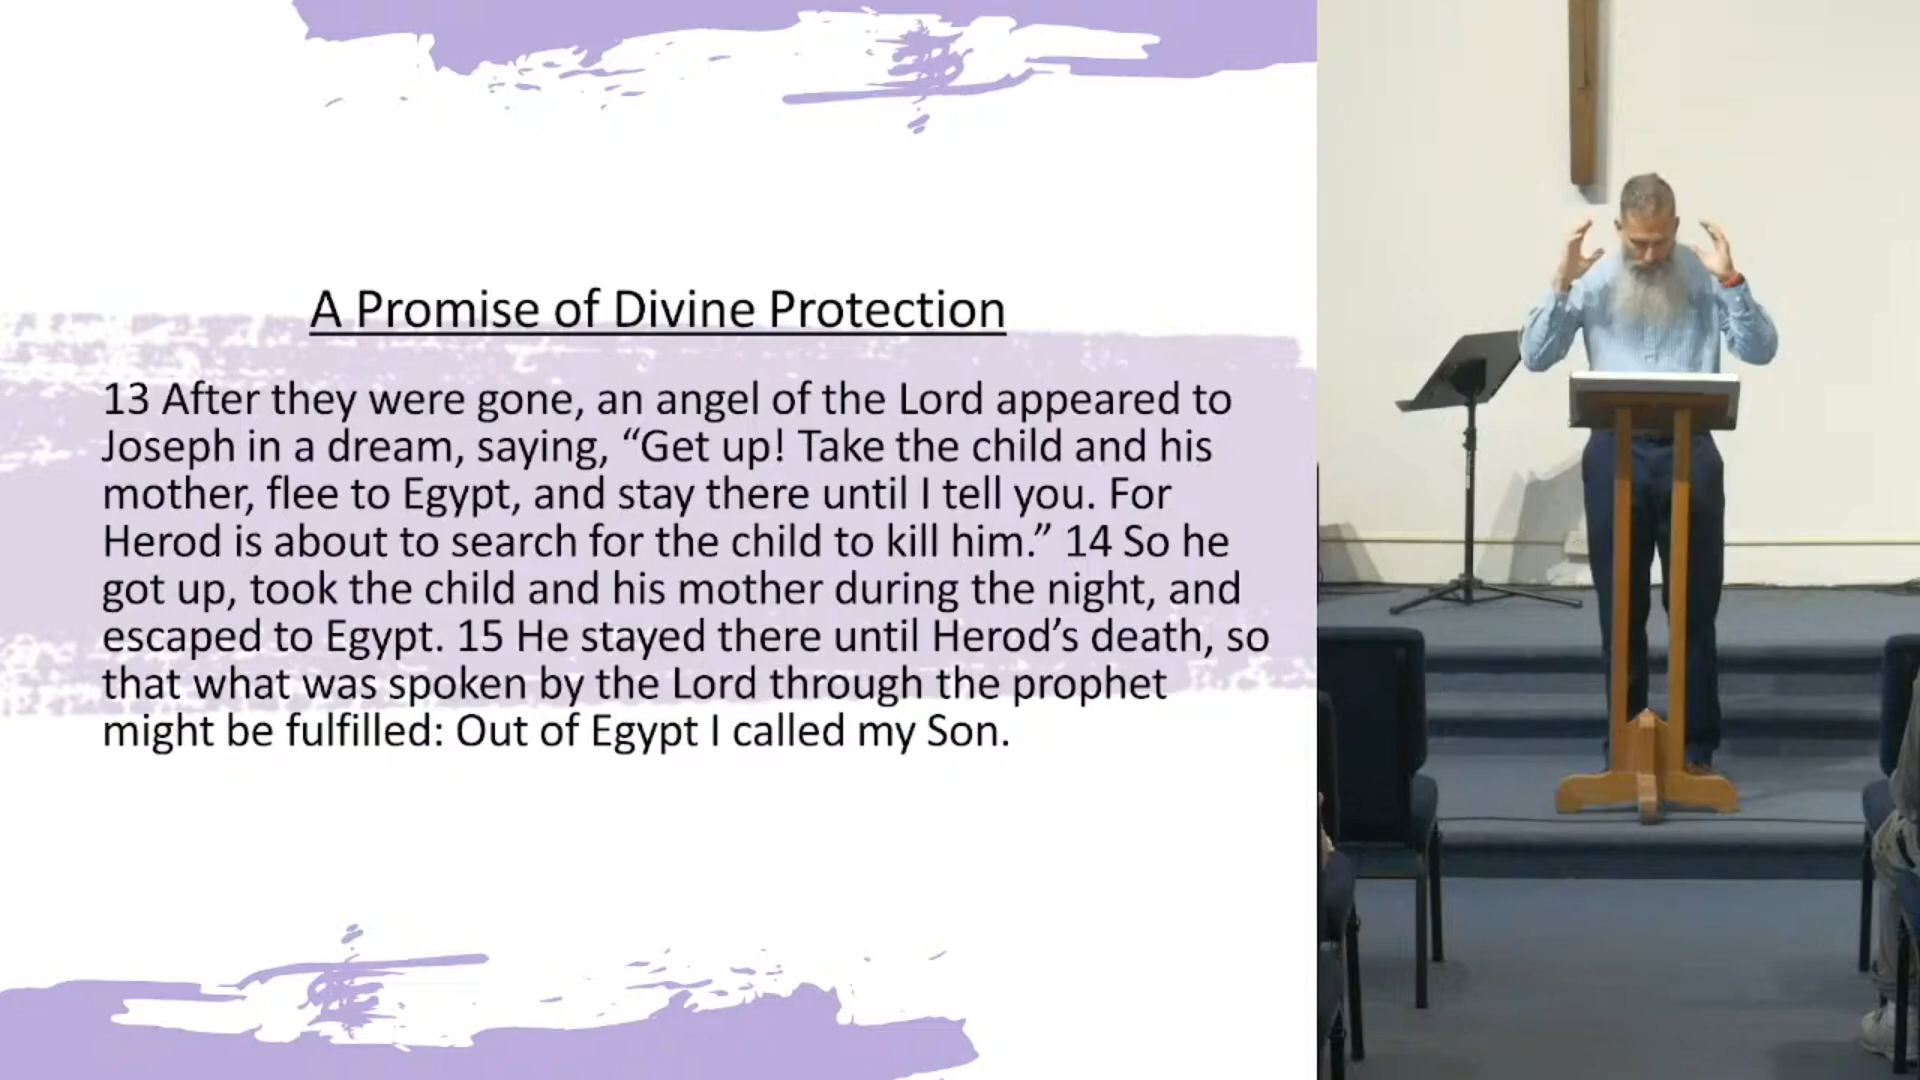 A Promise of Divine Protection
13 After they were gone, an angel of the Lord appeared to
Joseph in a dream, saying, “Get up! Take the child and his
mother, flee to Egypt, and stay there until I tell you. For
Herod is about to search for the child to kill him.” 14 So he
got up, took the child and his mother during the night, and
escaped to Egypt. 15 He stayed there until Herod’s death, so
that what was spoken by the Lord through the prophet
might be fulfilled: Out of Egypt I called my Son.